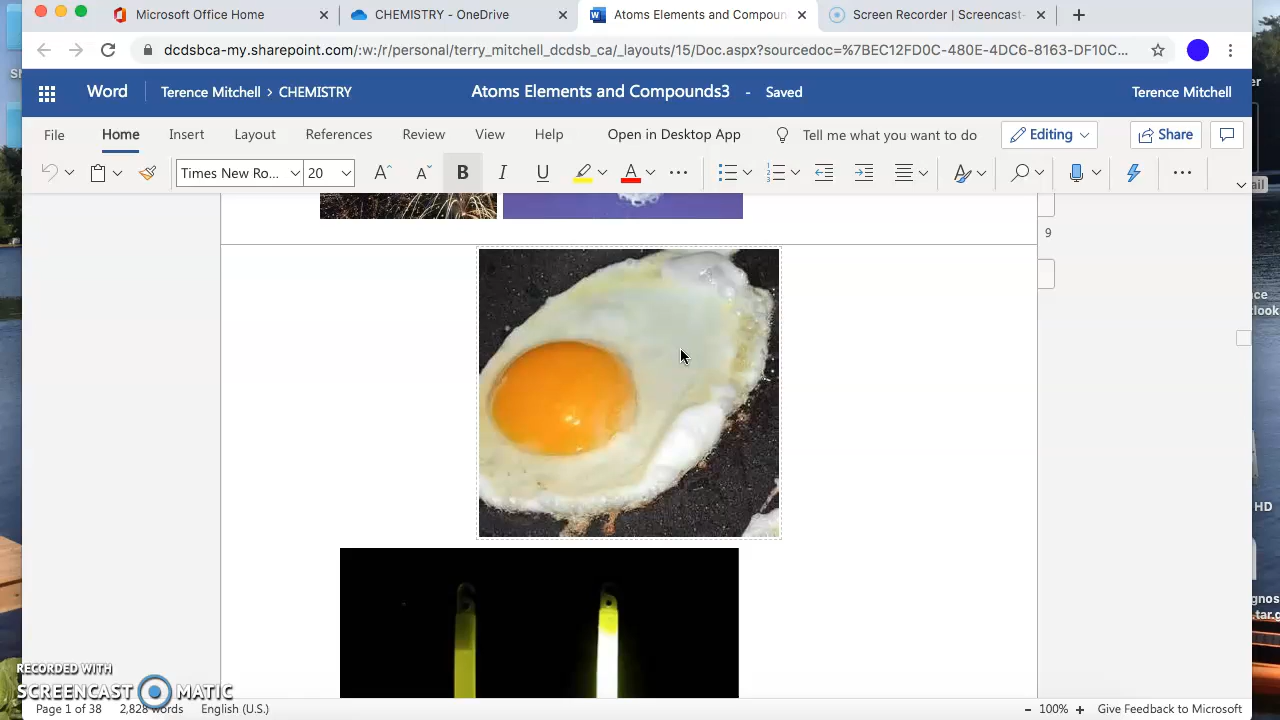 Microsoft Office Home
CHEMISTRY - OneDrive
Atoms Elements and Compoun
Screen Recorder | Screencast
dcdsbca-my.sharepoint.com/:w:/r/personal/terry_mitchell_dcdsb_ca/_layouts/15/Doc.aspx?sourcedoc=%7BEC12FD0C-480E-4DC6-8163-DF10C...
Word
Terence Mitchell > CHEMISTRY
Atoms Elements and Compounds3 - Saved
Terence Mitchell
File Home Insert Layout References Review View Help Open in Desktop App Tell me what you want to do Editing Share
Times New Ro... 20 A A B I U A
9
HD
RECORDED WITH
SCREENCAST MATIC
Page 1 of 38 2,828 words English (U.S.) - 100% + Give Feedback to Microsoft